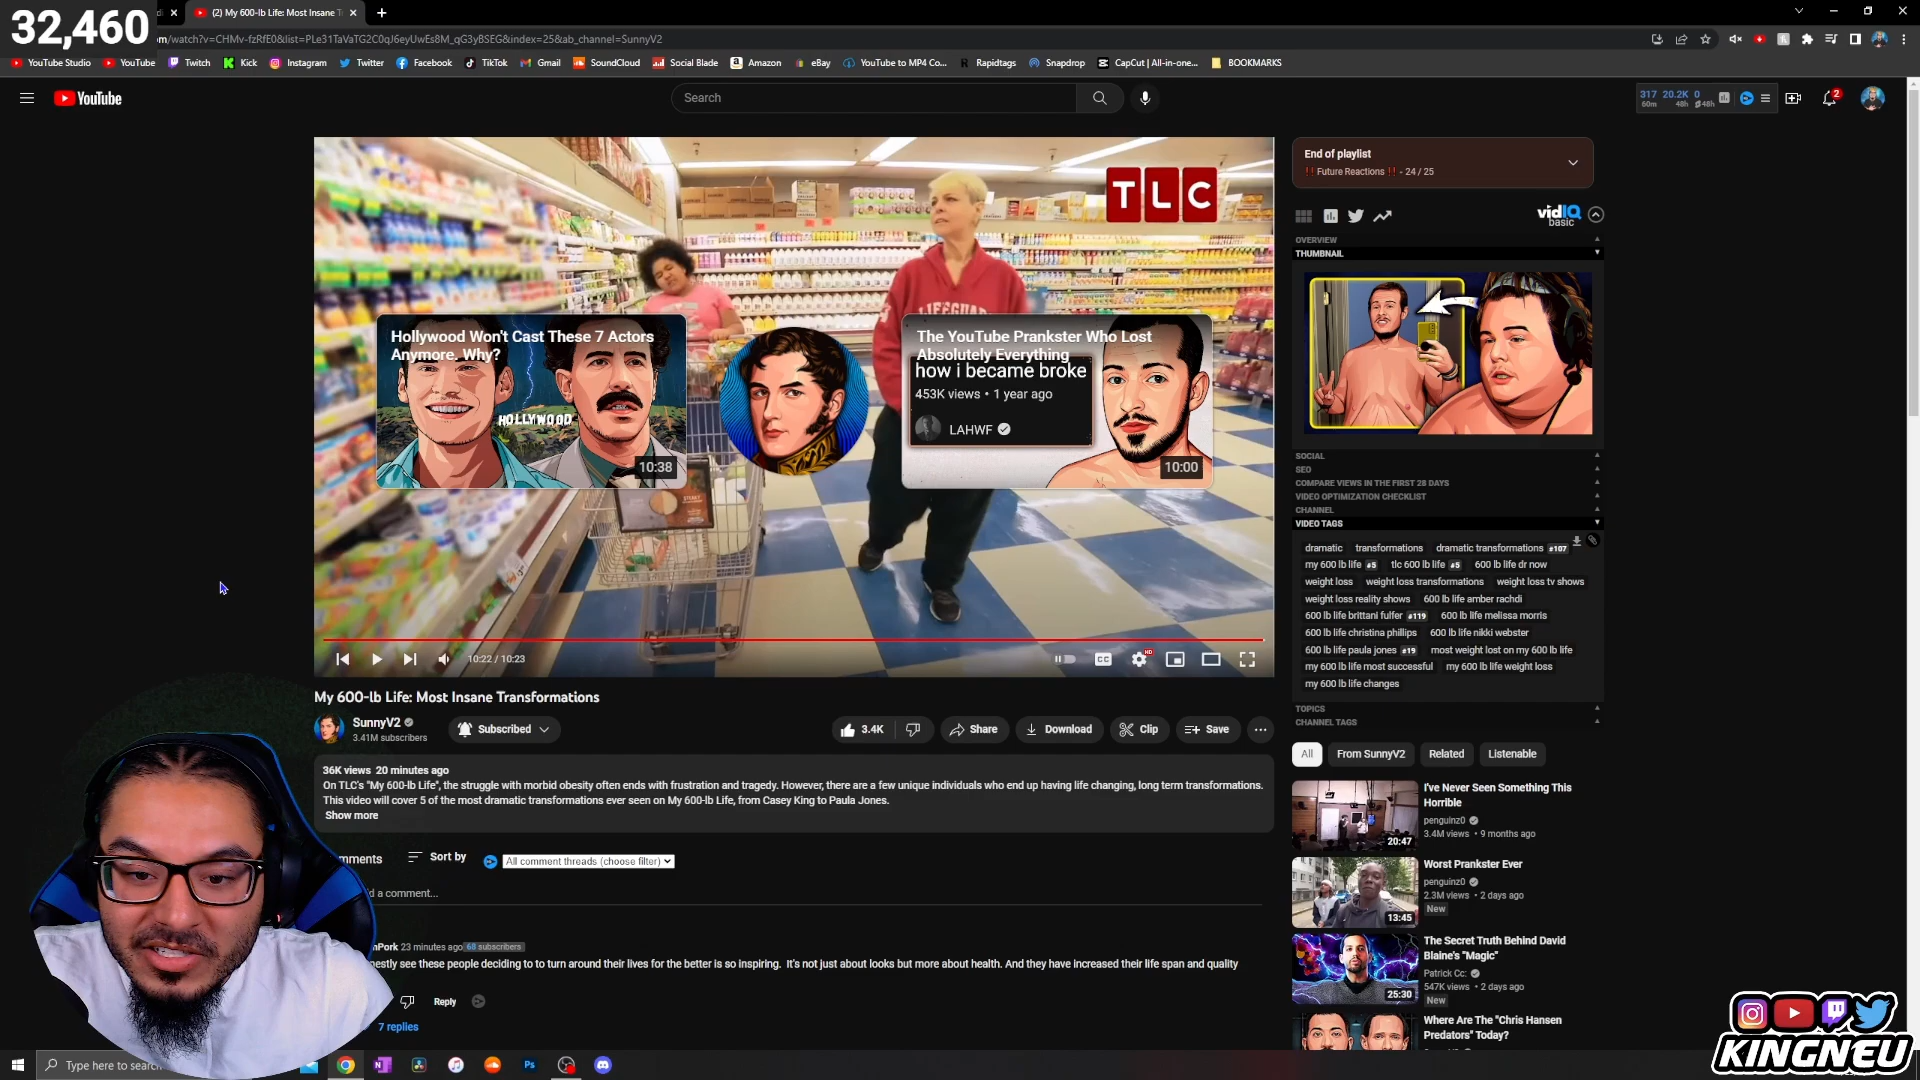 32,460
(2) My 600-lb Life: Most Insane T
m/watch?v=CHMv-fzRfE0&list=PLe31TaVaTG2C0qJ6eyUwEs8M_qG3yBSEG&index=25&ab_channel=SunnyV2
YouTube Studio YouTube Twitch Kick Instagram Twitter Facebook TikTok Gmail SoundCloud Social Blade Amazon eBay YouTube to MP4 Co... Rapidtags Snapdrop CapCut | All-in-one... BOOKMARKS
YouTube
Search
317 20.2K 0
60m 48h 48h
2
TLC
Hollywood Won't Cast These 7 Actors
Anymore. Why?
HOLLYWOOD
10:38
LIFEGUARD
The YouTube Prankster Who Lost
Absolutely Everything
how i became broke
453K views • 1 year ago
LAHWF
10:00
10:22 / 10:23
CC
HD
My 600-lb Life: Most Insane Transformations
SunnyV2
3.41M subscribers
Subscribed
3.4K
Share
Download
Clip
Save
36K views 20 minutes ago
On TLC's "My 600-lb Life", the struggle with morbid obesity often ends with frustration and tragedy. However, there are a few unique individuals who end up having life changing, long term transformations.
This video will cover 5 of the most dramatic transformations ever seen on My 600-lb Life, from Casey King to Paula Jones.
Show more
mments
Sort by
All comment threads (choose filter)
d a comment...
nPork 23 minutes ago 68 subscribers
estly see these people deciding to to turn around their lives for the better is so inspiring. It's not just about looks but more about health. And they have increased their life span and quality
Reply
7 replies
End of playlist
!! Future Reactions !! - 24 / 25
vidIQ
basic
OVERVIEW
THUMBNAIL
SOCIAL
SEO
COMPARE VIEWS IN THE FIRST 28 DAYS
VIDEO OPTIMIZATION CHECKLIST
CHANNEL
VIDEO TAGS
dramatic transformations dramatic transformations #107
my 600 lb life #5 tlc 600 lb life #5 600 lb life dr now
weight loss weight loss transformations weight loss tv shows
weight loss reality shows 600 lb life amber rachdi
600 lb life brittani fulfer #119 600 lb life melissa morris
600 lb life christina phillips 600 lb life nikki webster
600 lb life paula jones #19 most weight lost on my 600 lb life
my 600 lb life most successful my 600 lb life weight loss
my 600 lb life changes
TOPICS
CHANNEL TAGS
All From SunnyV2 Related Listenable
I've Never Seen Something This
Horrible
penguinz0
3.4M views • 9 months ago
20:47
Worst Prankster Ever
penguinz0
2.3M views • 2 days ago
New
13:45
The Secret Truth Behind David
Blaine's "Magic"
Patrick Cc:
547K views • 2 days ago
New
25:30
Where Are The "Chris Hansen
Predators" Today?
KINGNEU
Type here to search
Ps